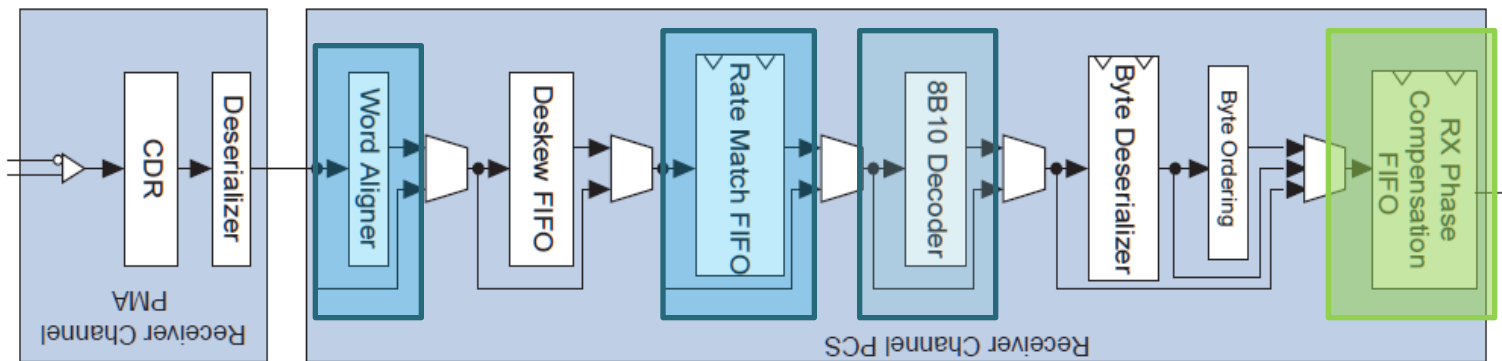 CDR
Deserializer
Word Aligner
Deskew FIFO
Rate Match FIFO
8B10 Decoder
Byte Deserializer
Byte Ordering
RX Phase
Compensation
FIFO
Receiver Channel
PMA
Receiver Channel PCS